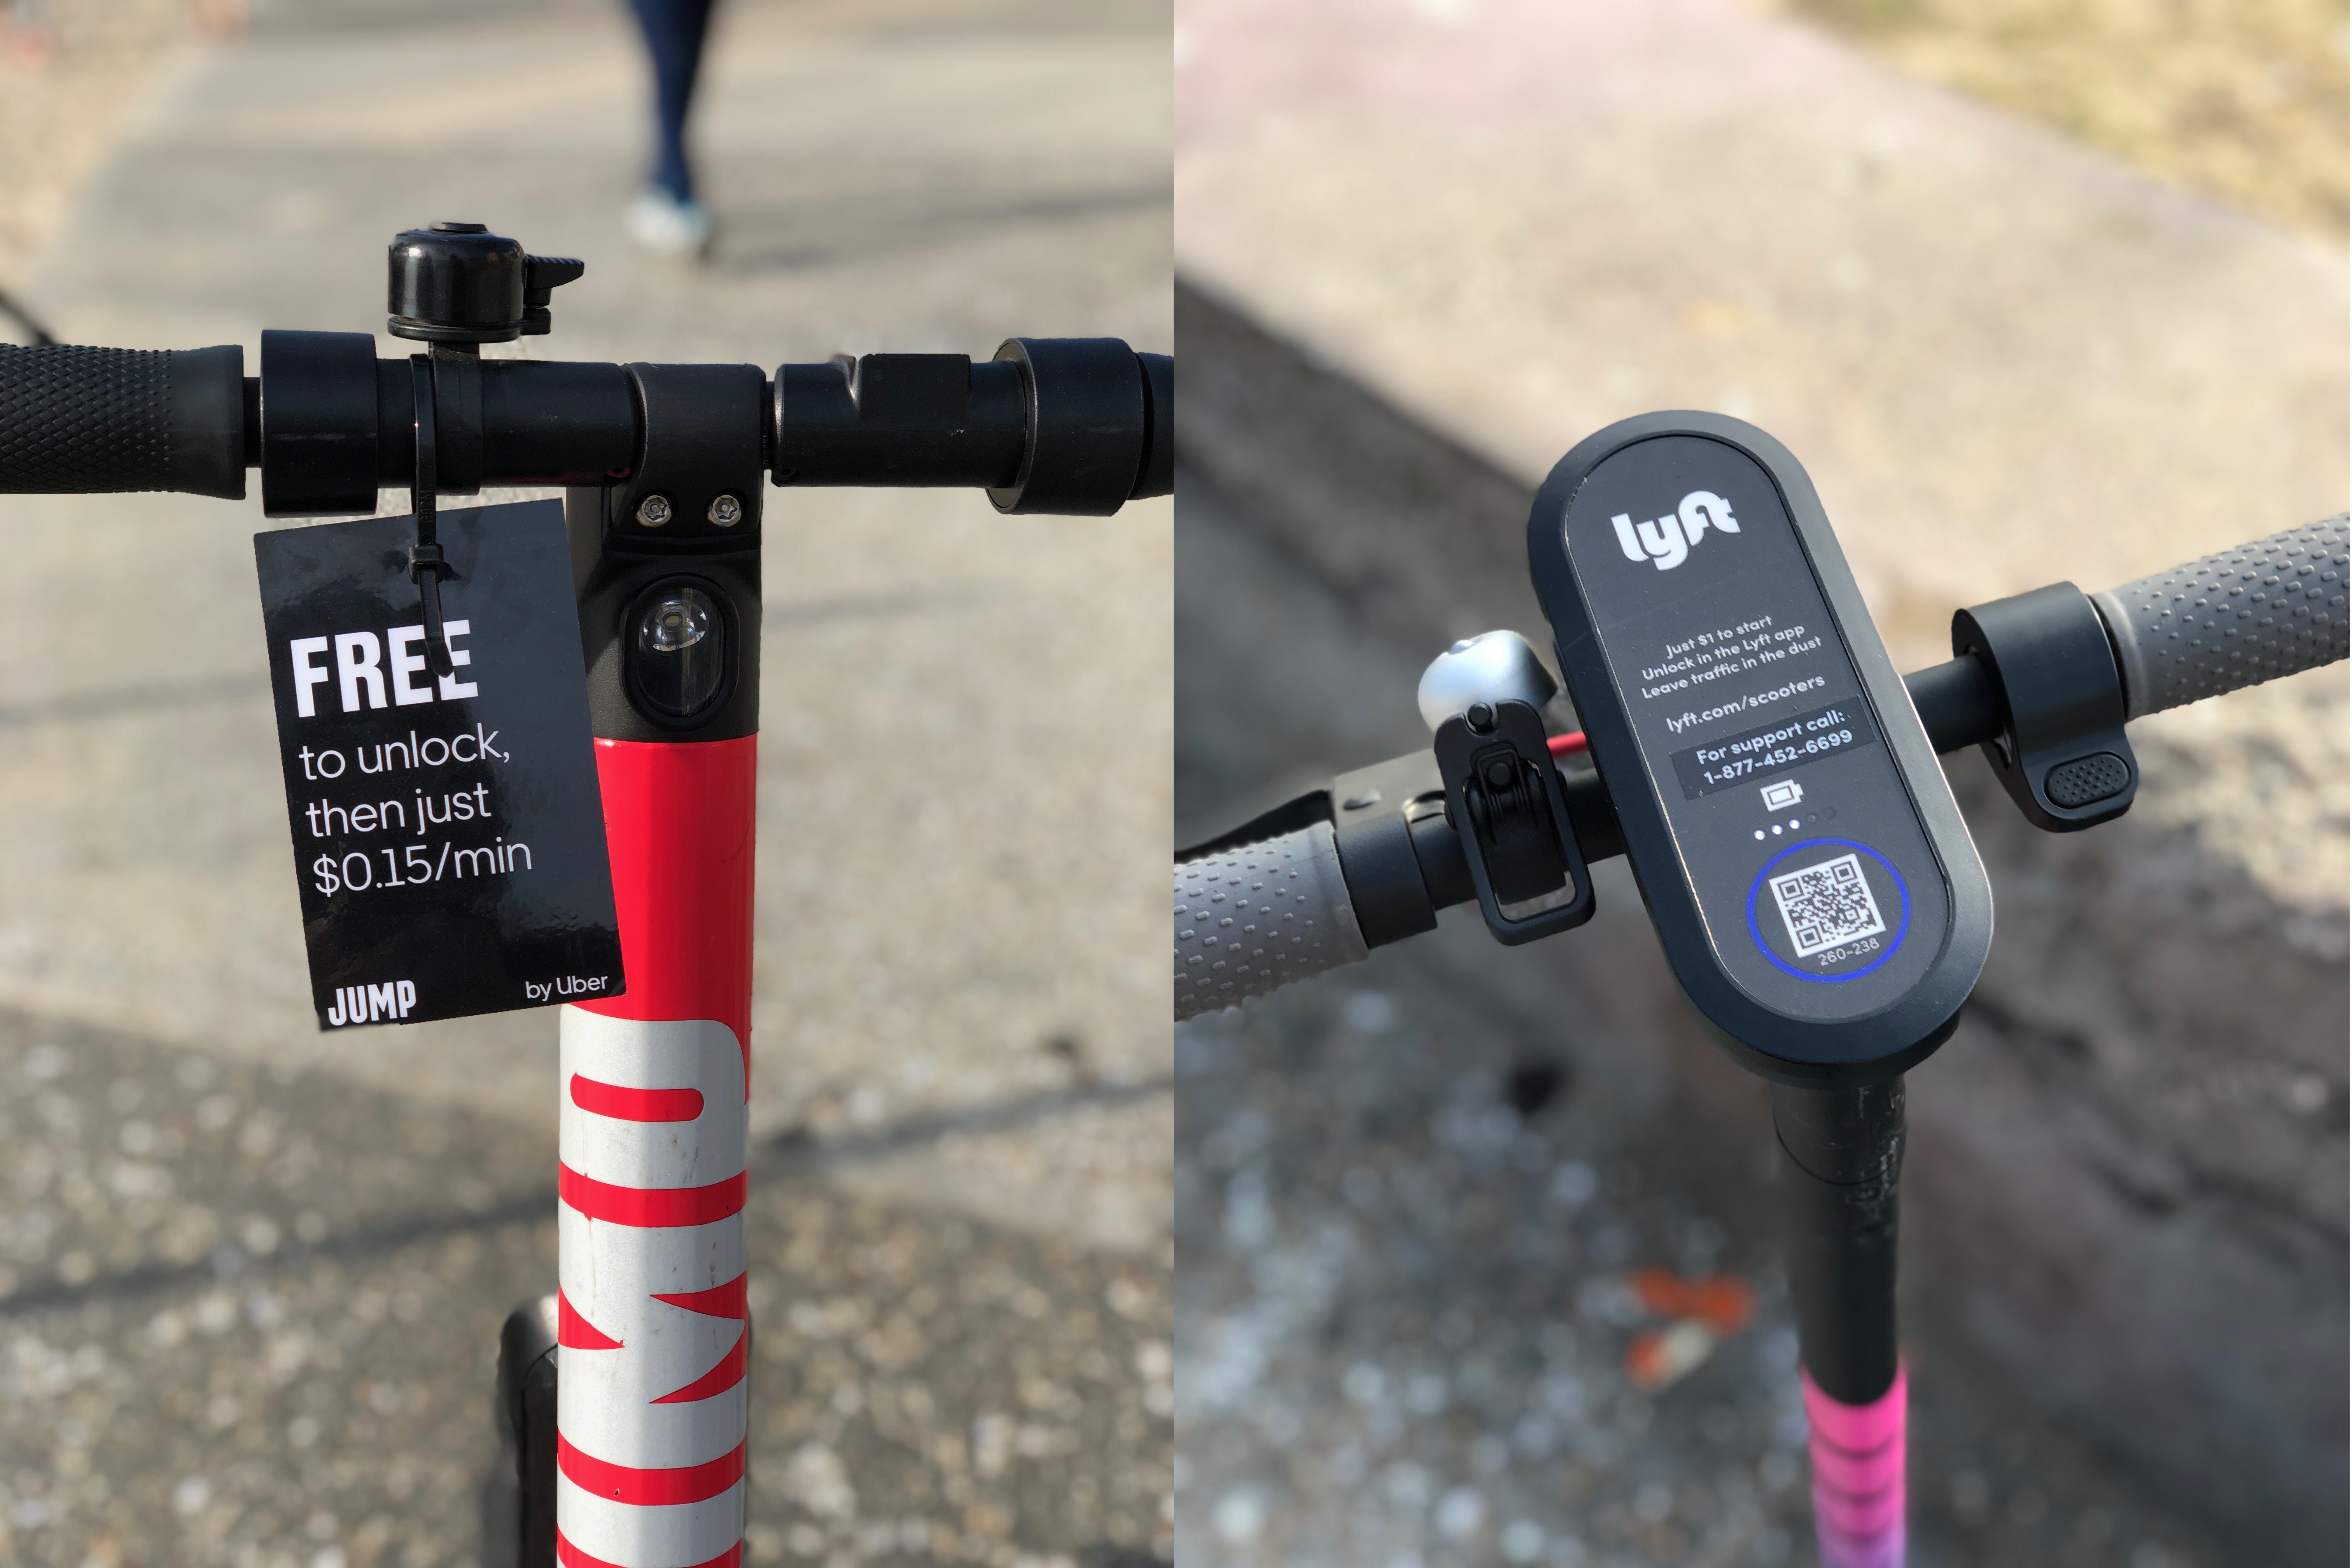 FREE
to unlock,
then just
$0.15/min
JUMP
by Uber
JUMP
lyft
Just $1 to start
Unlock in the Lyft app
Leave traffic in the dust
lyft.com/scooters
For support call:
1-877-452-6699
260-238